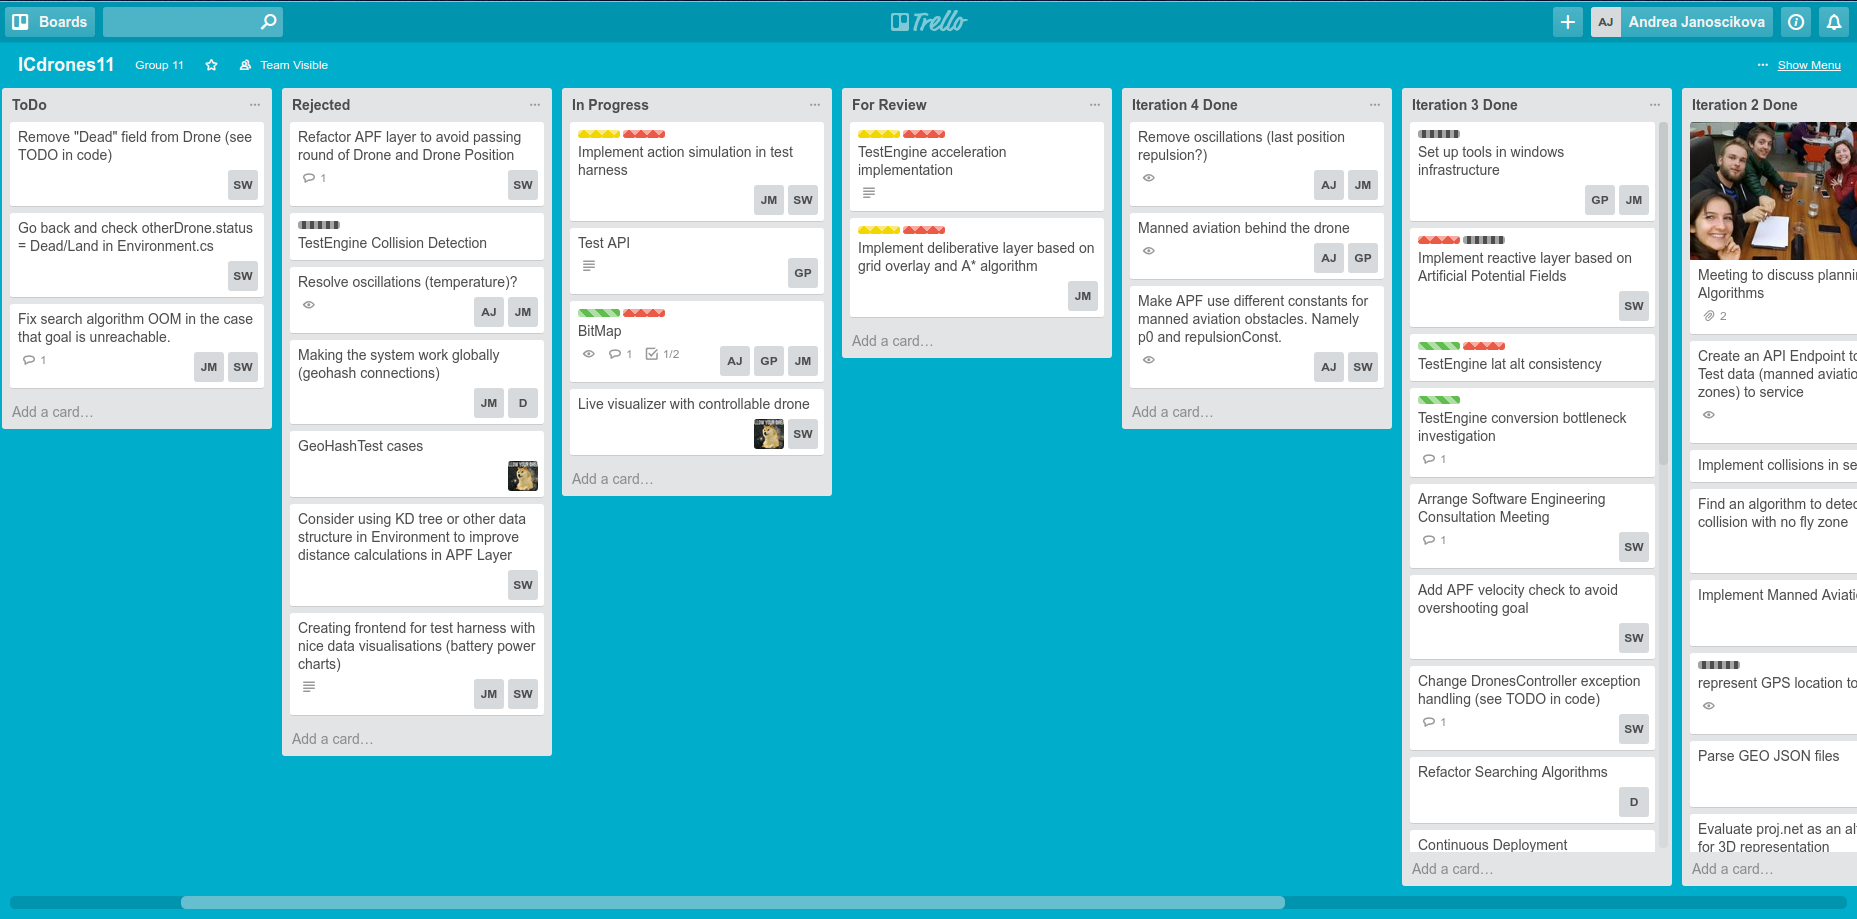 Boards
Trello
AJ
Andrea Janoscikova
ICdrones11
Group 11
Team Visible
... Show Menu
ToDo
Remove "Dead" field from Drone (see
TODO in code)
SW
Go back and check otherDrone.status
= Dead/Land in Environment.cs
SW
Fix search algorithm OOM in the case
that goal is unreachable.
1
JM SW
Add a card…
Rejected
Refactor APF layer to avoid passing
round of Drone and Drone Position
1
SW
TestEngine Collision Detection
Resolve oscillations (temperature)?
AJ JM
Making the system work globally
(geohash connections)
JM D
GeoHashTest cases
Consider using KD tree or other data
structure in Environment to improve
distance calculations in APF Layer
SW
Creating frontend for test harness with
nice data visualisations (battery power
charts)
JM SW
Add a card…
In Progress
Implement action simulation in test
harness
JM SW
Test API
GP
BitMap
1 1/2
AJ GP JM
Live visualizer with controllable drone
SW
Add a card…
For Review
TestEngine acceleration
implementation
Implement deliberative layer based on
grid overlay and A* algorithm
JM
Add a card…
Iteration 4 Done
Remove oscillations (last position
repulsion?)
AJ JM
Manned aviation behind the drone
AJ GP
Make APF use different constants for
manned aviation obstacles. Namely
p0 and repulsionConst.
AJ SW
Add a card…
Iteration 3 Done
Set up tools in windows
infrastructure
GP JM
Implement reactive layer based on
Artificial Potential Fields
SW
TestEngine lat alt consistency
TestEngine conversion bottleneck
investigation
1
Arrange Software Engineering
Consultation Meeting
1
SW
Add APF velocity check to avoid
overshooting goal
SW
Change DronesController exception
handling (see TODO in code)
1
SW
Refactor Searching Algorithms
D
Continuous Deployment
Add a card…
Iteration 2 Done
Meeting to discuss planni
Algorithms
2
Create an API Endpoint to
Test data (manned aviatio
zones) to service
Implement collisions in se
Find an algorithm to detec
collision with no fly zone
Implement Manned Aviati
represent GPS location to
Parse GEO JSON files
Evaluate proj.net as an al
for 3D representation
Add a card…